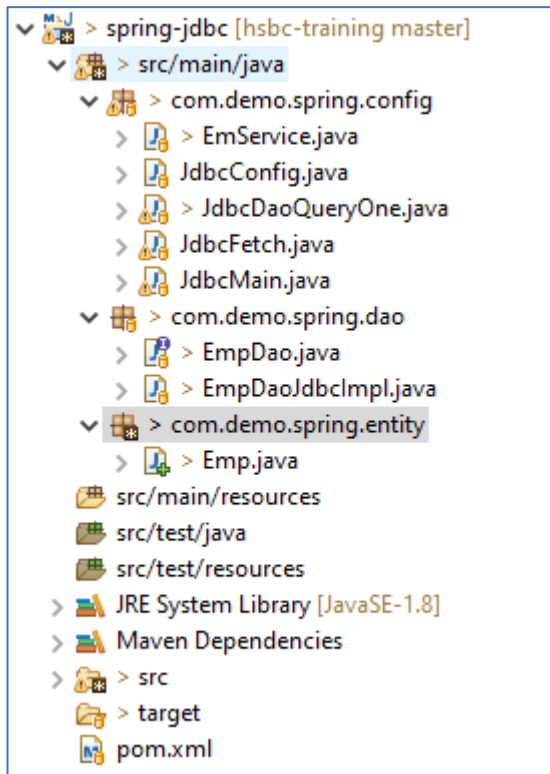 > spring-jdbc [hsbc-training master]
> src/main/java
> com.demo.spring.config
> EmService.java
JdbcConfig.java
> JdbcDaoQueryOne.java
JdbcFetch.java
JdbcMain.java
> com.demo.spring.dao
> EmpDao.java
> EmpDaoJdbcImpl.java
> com.demo.spring.entity
> Emp.java
src/main/resources
src/test/java
src/test/resources
JRE System Library [JavaSE-1.8]
Maven Dependencies
> src
> target
pom.xml